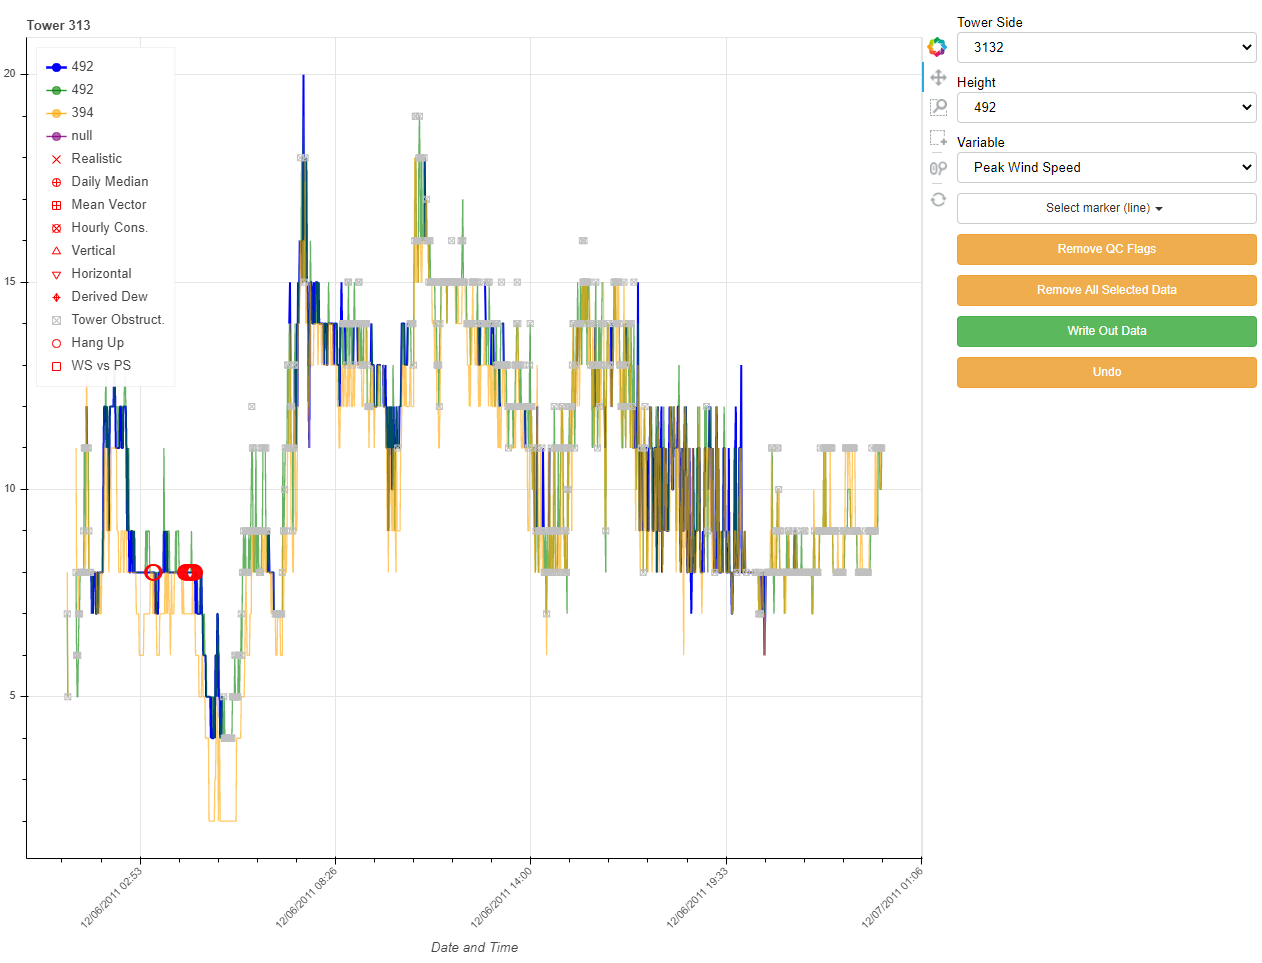 Tower 313
20
15
10
5
492
492
394
null
Realistic
Daily Median
Mean Vector
Hourly Cons.
Vertical
Horizontal
Derived Dew
Tower Obstruct.
Hang Up
WS vs PS
12/06/2011 02:53
12/06/2011 08:26
12/06/2011 14:00
12/06/2011 19:33
12/07/2011 01:06
Date and Time
Tower Side
3132
Height
492
Variable
Peak Wind Speed
Select marker (line)
Remove QC Flags
Remove All Selected Data
Write Out Data
Undo